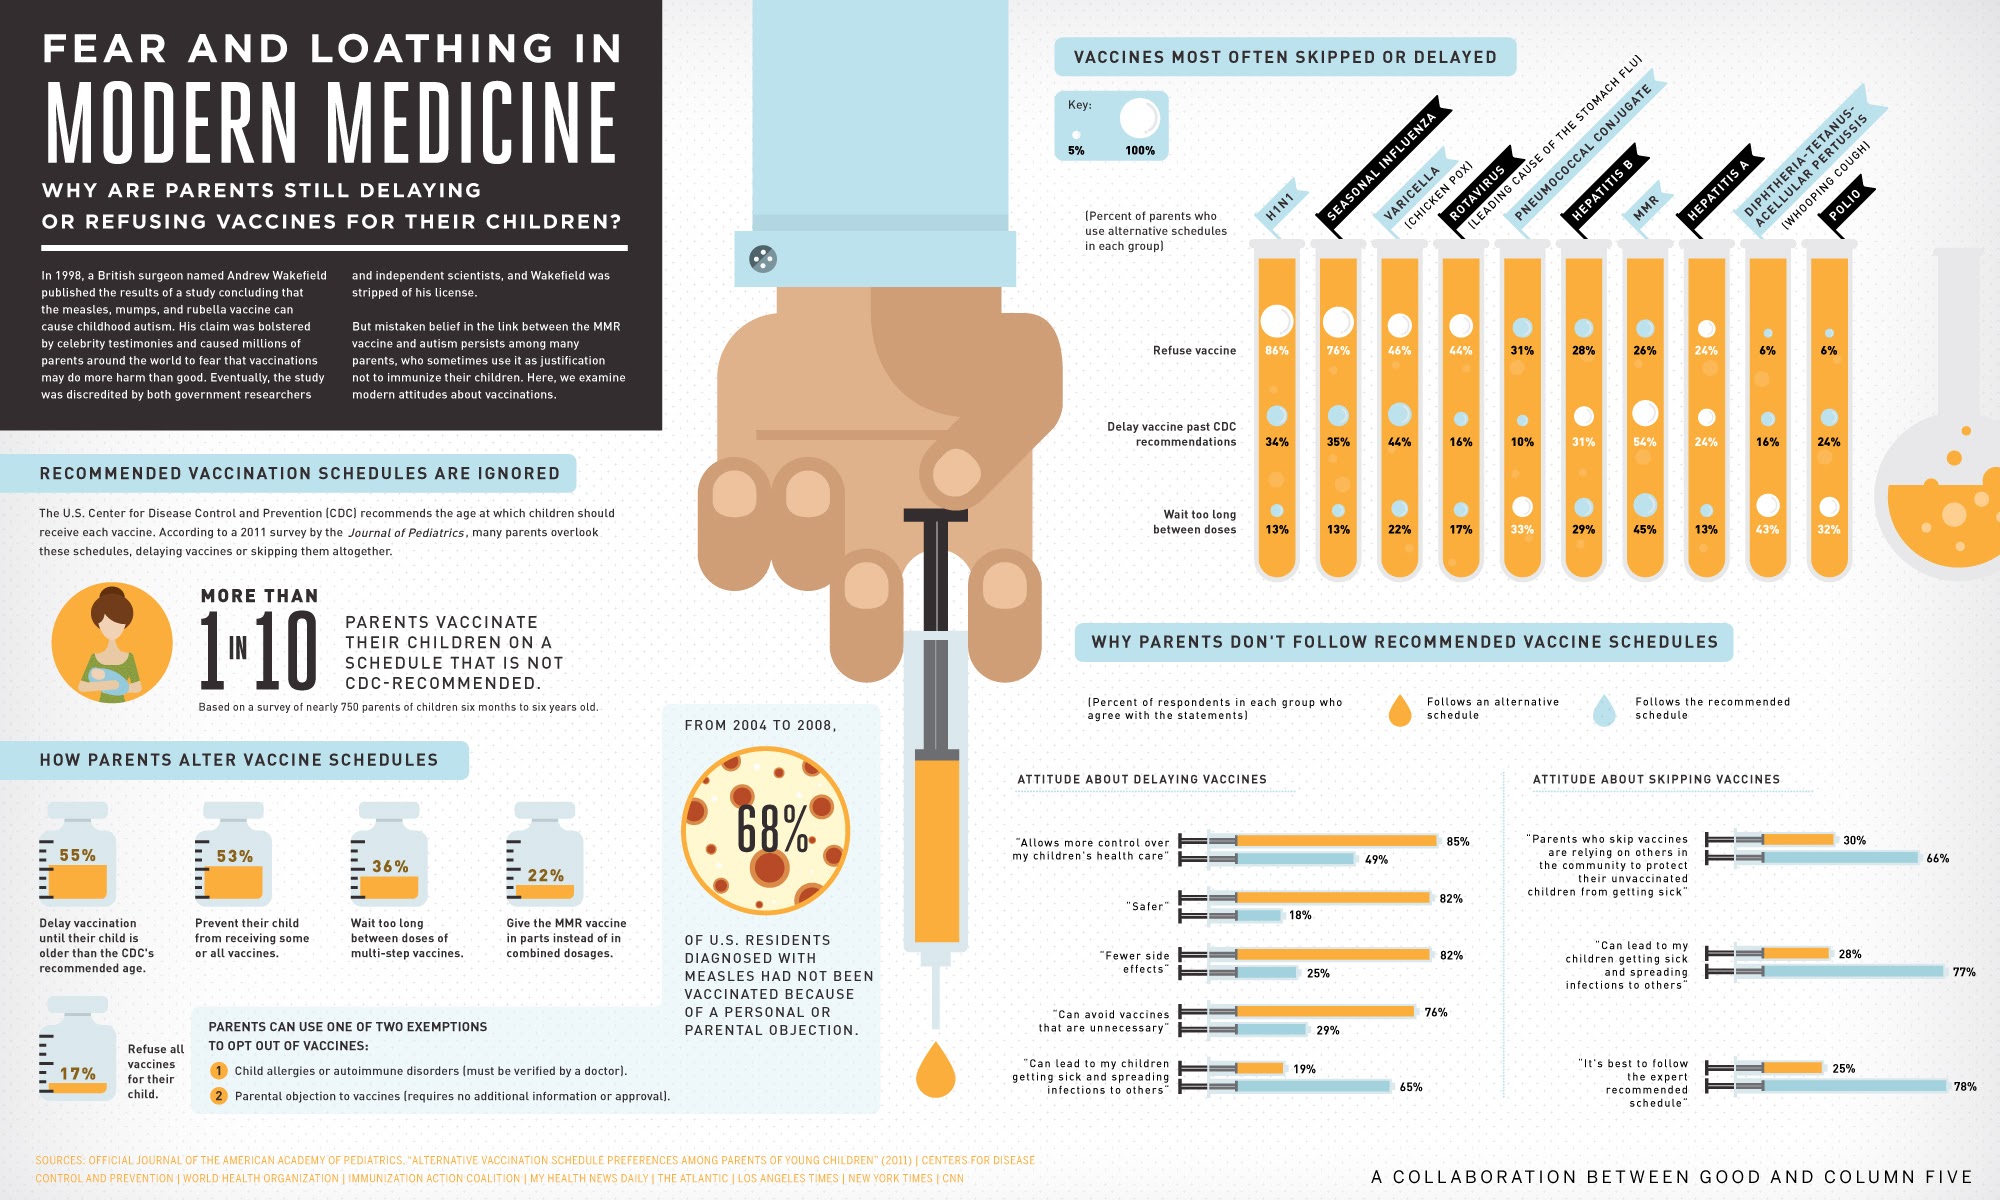 FEAR AND LOATHING IN
MODERN MEDICINE
WHY ARE PARENTS STILL DELAYING
OR REFUSING VACCINES FOR THEIR CHILDREN?
In 1998, a British surgeon named Andrew Wakefield
published the results of a study concluding that
the measles, mumps, and rubella vaccine can
cause childhood autism. His claim was bolstered
by celebrity testimonies and caused millions of
parents around the world to fear that vaccinations
may do more harm than good. Eventually, the study
was discredited by both government researchers
and independent scientists, and Wakefield was
stripped of his license.
But mistaken belief in the link between the MMR
vaccine and autism persists among many
parents, who sometimes use it as justification
not to immunize their children. Here, we examine
modern attitudes about vaccinations.
RECOMMENDED VACCINATION SCHEDULES ARE IGNORED
The U.S. Center for Disease Control and Prevention (CDC) recommends the age at which children should
receive each vaccine. According to a 2011 survey by the Journal of Pediatrics, many parents overlook
these schedules, delaying vaccines or skipping them altogether.
MORE THAN
1 IN 10
PARENTS VACCINATE
THEIR CHILDREN ON A
SCHEDULE THAT IS NOT
CDC-RECOMMENDED.
Based on a survey of nearly 750 parents of children six months to six years old.
HOW PARENTS ALTER VACCINE SCHEDULES
55%
Delay vaccination
until their child is
older than the CDC's
recommended age.
53%
Prevent their child
from receiving some
or all vaccines.
36%
Wait too long
between doses of
multi-step vaccines.
22%
Give the MMR vaccine
in parts instead of in
combined dosages.
17%
Refuse all
vaccines
for their
child.
PARENTS CAN USE ONE OF TWO EXEMPTIONS
TO OPT OUT OF VACCINES:
1 Child allergies or autoimmune disorders (must be verified by a doctor).
2 Parental objection to vaccines (requires no additional information or approval).
FROM 2004 TO 2008,
68%
OF U.S. RESIDENTS
DIAGNOSED WITH
MEASLES HAD NOT BEEN
VACCINATED BECAUSE
OF A PERSONAL OR
PARENTAL OBJECTION.
VACCINES MOST OFTEN SKIPPED OR DELAYED
Key:
5% 100%
(Percent of parents who
use alternative schedules
in each group)
H1N1
SEASONAL INFLUENZA
VARICELLA
(CHICKEN POX)
ROTAVIRUS
(LEADING CAUSE OF THE STOMACH FLU)
PNEUMOCOCCAL CONJUGATE
HEPATITIS B
MMR
HEPATITIS A
DIPHTHERIA-TETANUS-
ACELLULAR PERTUSSIS
(WHOOPING COUGH)
POLIO
Refuse vaccine
86% 76% 46% 44% 31% 28% 26% 24% 6% 6%
Delay vaccine past CDC
recommendations
34% 35% 44% 16% 10% 31% 54% 24% 16% 24%
Wait too long
between doses
13% 13% 22% 17% 33% 29% 45% 13% 43% 32%
WHY PARENTS DON'T FOLLOW RECOMMENDED VACCINE SCHEDULES
(Percent of respondents in each group who
agree with the statements)
Follows an alternative
schedule
Follows the recommended
schedule
ATTITUDE ABOUT DELAYING VACCINES
"Allows more control over
my children's health care"
85%
49%
"Safer"
82%
18%
"Fewer side
effects"
82%
25%
"Can avoid vaccines
that are unnecessary"
76%
29%
"Can lead to my children
getting sick and spreading
infections to others"
19%
65%
ATTITUDE ABOUT SKIPPING VACCINES
"Parents who skip vaccines
are relying on others in
the community to protect
their unvaccinated
children from getting sick"
30%
66%
"Can lead to my
children getting sick
and spreading
infections to others"
28%
77%
"It's best to follow
the expert
recommended
schedule"
25%
78%
SOURCES: OFFICIAL JOURNAL OF THE AMERICAN ACADEMY OF PEDIATRICS, "ALTERNATIVE VACCINATION SCHEDULE PREFERENCES AMONG PARENTS OF YOUNG CHILDREN" (2011) | CENTERS FOR DISEASE
CONTROL AND PREVENTION | WORLD HEALTH ORGANIZATION | IMMUNIZATION ACTION COALITION | MY HEALTH NEWS DAILY | THE ATLANTIC | LOS ANGELES TIMES | NEW YORK TIMES | CNN
A COLLABORATION BETWEEN GOOD AND COLUMN FIVE